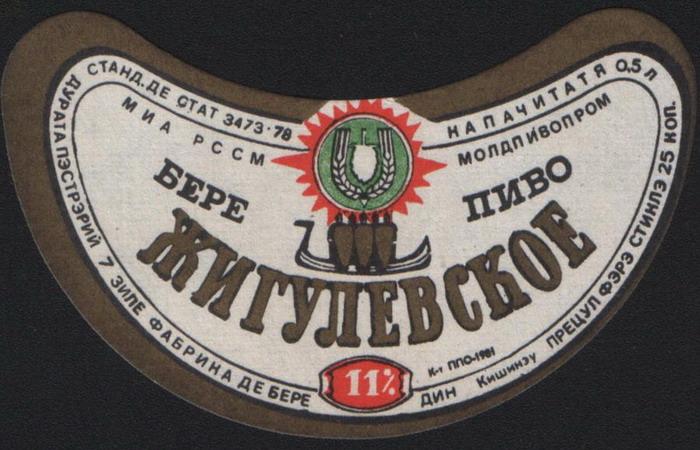 СТАНД. ДЕ СТАТ 3473-78
НАПАЧИТАТЯ 0,5 Л
МИА РССМ
МОЛДПИВОПРОМ
БЕРЕ
ПИВО
ЖИГУЛЕВСКОЕ
К-т ППО-1981
11%
ДУРАТА ПЭСТРЭРИЙ 7 ЗИЛЕ ФАБРИКА ДЕ БЕРЕ
ДИН Кишинэу ПРЕЦУЛ ФЭРЭ СТИКЛЭ 25 КОП.